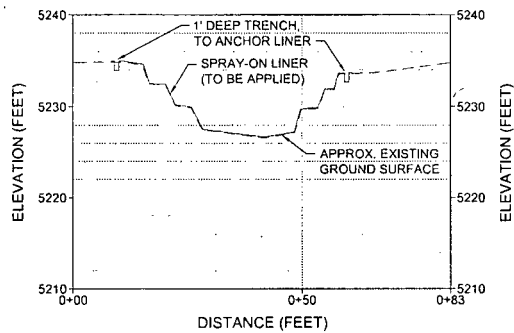 5240
5230
5220
5210
ELEVATION (FEET)
1' DEEP TRENCH,
TO ANCHOR LINER
SPRAY-ON LINER
(TO BE APPLIED)
APPROX. EXISTING
GROUND SURFACE
5240
5230
5220
5210
ELEVATION (FEET)
0+00
0+50
0+83
DISTANCE (FEET)